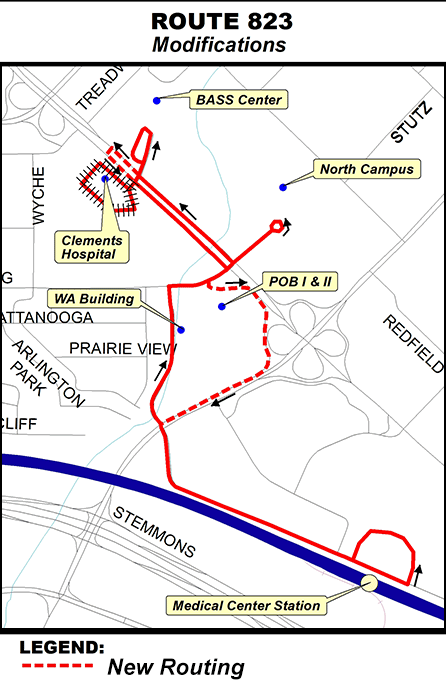 ROUTE 823
Modifications
TREADW
BASS Center
STUTZ
North Campus
WYCHE
Clements
Hospital
G
POB I & II
WA Building
ATTANOOGA
PRAIRIE VIEW
REDFIELD
ARLINGTON
PARK
CLIFF
STEMMONS
Medical Center Station
LEGEND:
New Routing